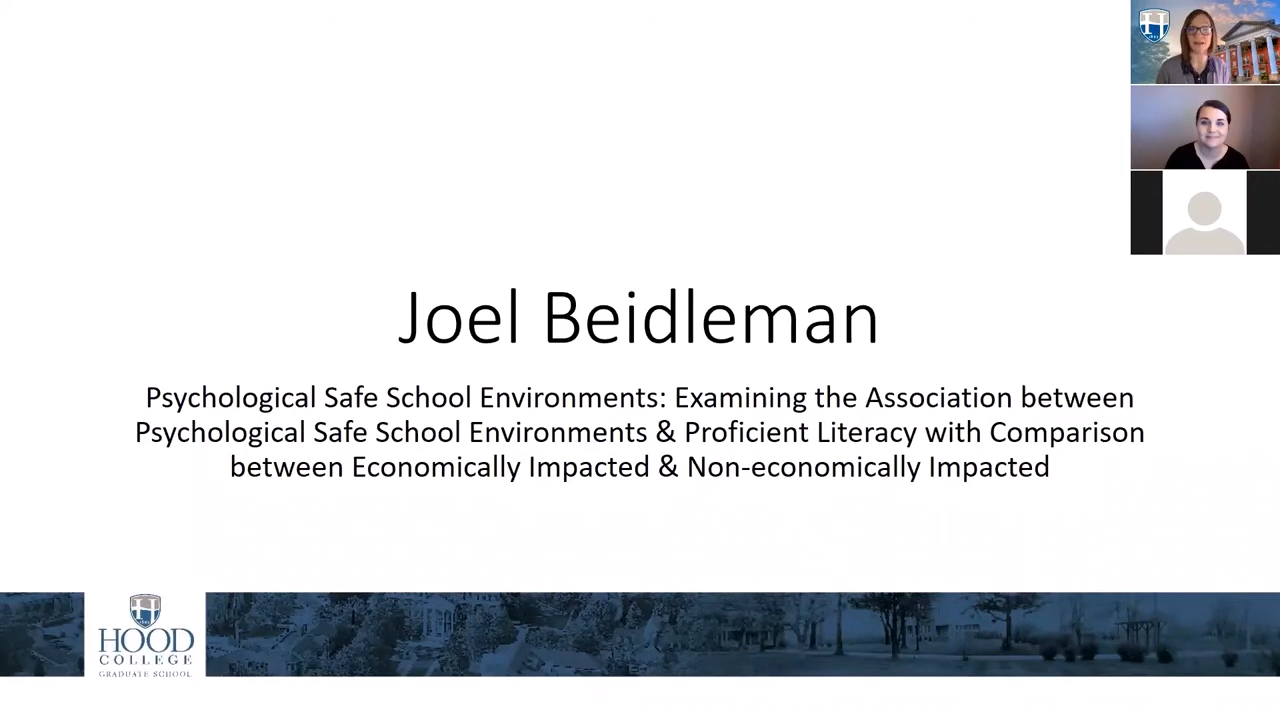 Joel Beidleman
Psychological Safe School Environments: Examining the Association between
Psychological Safe School Environments & Proficient Literacy with Comparison
between Economically Impacted & Non-economically Impacted
HOOD
COLLEGE
GRADUATE SCHOOL